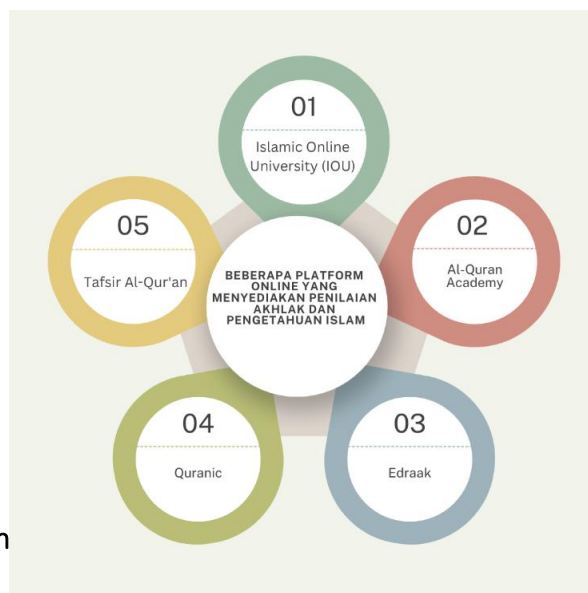 01
Islamic Online
University (IOU)
02
Al-Quran
Academy
03
Edraak
04
Quranic
05
Tafsir Al-Qur'an
BEBERAPA PLATFORM
ONLINE YANG
MENYEDIAKAN PENILAIAN
AKHLAK DAN
PENGETAHUAN ISLAM